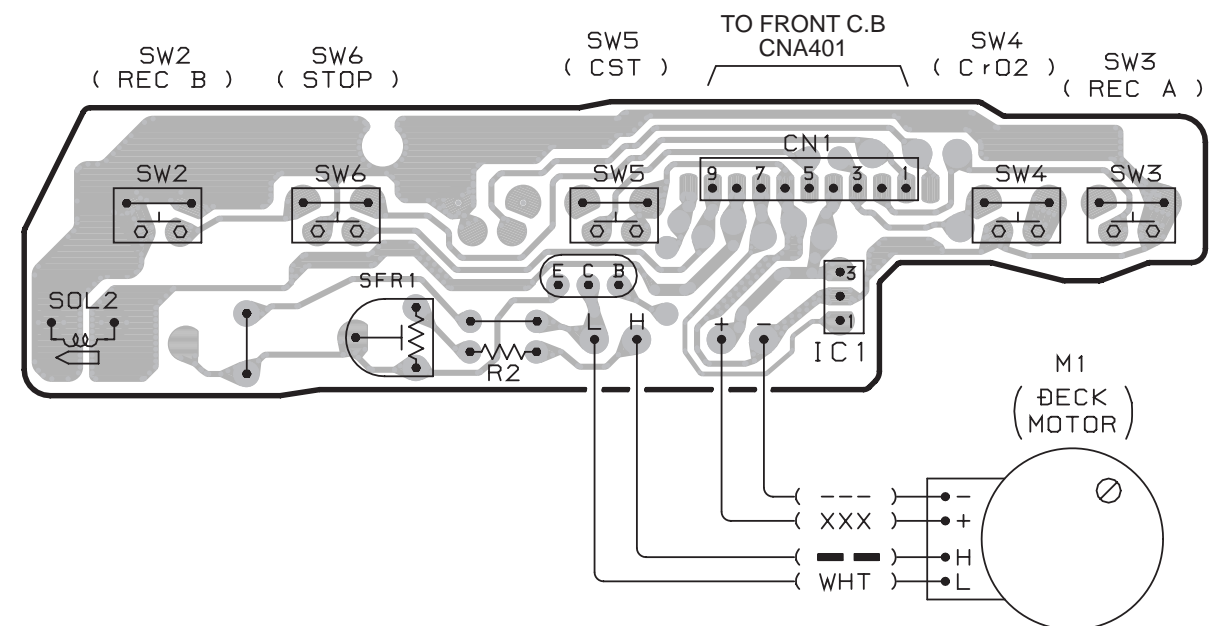 TO FRONT C.B
CNA401
SW2
( REC B )
SW6
( STOP )
SW5
( CST )
SW4
( CrO2 )
SW3
( REC A )
CN1
9 7 5 3 1
SW2
SW6
SW5
SW4
SW3
E C B
3
1
IC1
SFR1
SOL2
L H + -
R2
M1
( DECK
MOTOR )
( --- ) -
( XXX ) +
( ▬ ▬ ) H
( WHT ) L